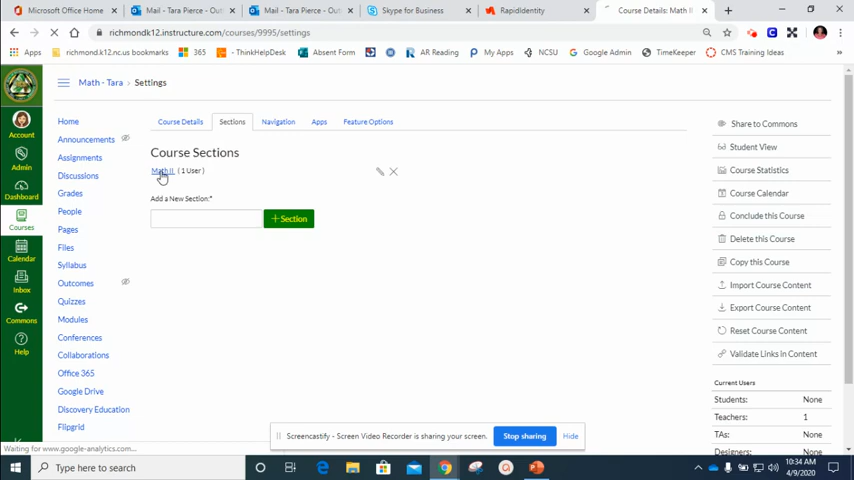 Microsoft Office Home
Mail - Tara Pierce - Out
Mail - Tara Pierce - Out
Skype for Business
RapidIdentity
Course Details: Math II
richmondk12.instructure.com/courses/9995/settings
Apps
richmond.k12.nc.us bookmarks
365
-ThinkHelpDesk
Absent Form
AR Reading
My Apps
NCSU
Google Admin
TimeKeeper
CMS Training Ideas
Math - Tara
Settings
Account
Admin
Dashboard
Courses
Calendar
Inbox
Commons
Help
Home
Announcements
Assignments
Discussions
Grades
People
Pages
Files
Syllabus
Outcomes
Quizzes
Modules
Conferences
Collaborations
Office 365
Google Drive
Discovery Education
Flipgrid
Course Details
Sections
Navigation
Apps
Feature Options
Course Sections
Math II ( 1 User )
Add a New Section:*
+ Section
Share to Commons
Student View
Course Statistics
Course Calendar
Conclude this Course
Delete this Course
Copy this Course
Import Course Content
Export Course Content
Reset Course Content
Validate Links in Content
Current Users
Students: None
Teachers: 1
TAs: None
None
Screencastify - Screen Video Recorder is sharing your screen.
Stop sharing
Hide
Waiting for www.google-analytics.com...
Type here to search
10:34 AM
4/9/2020